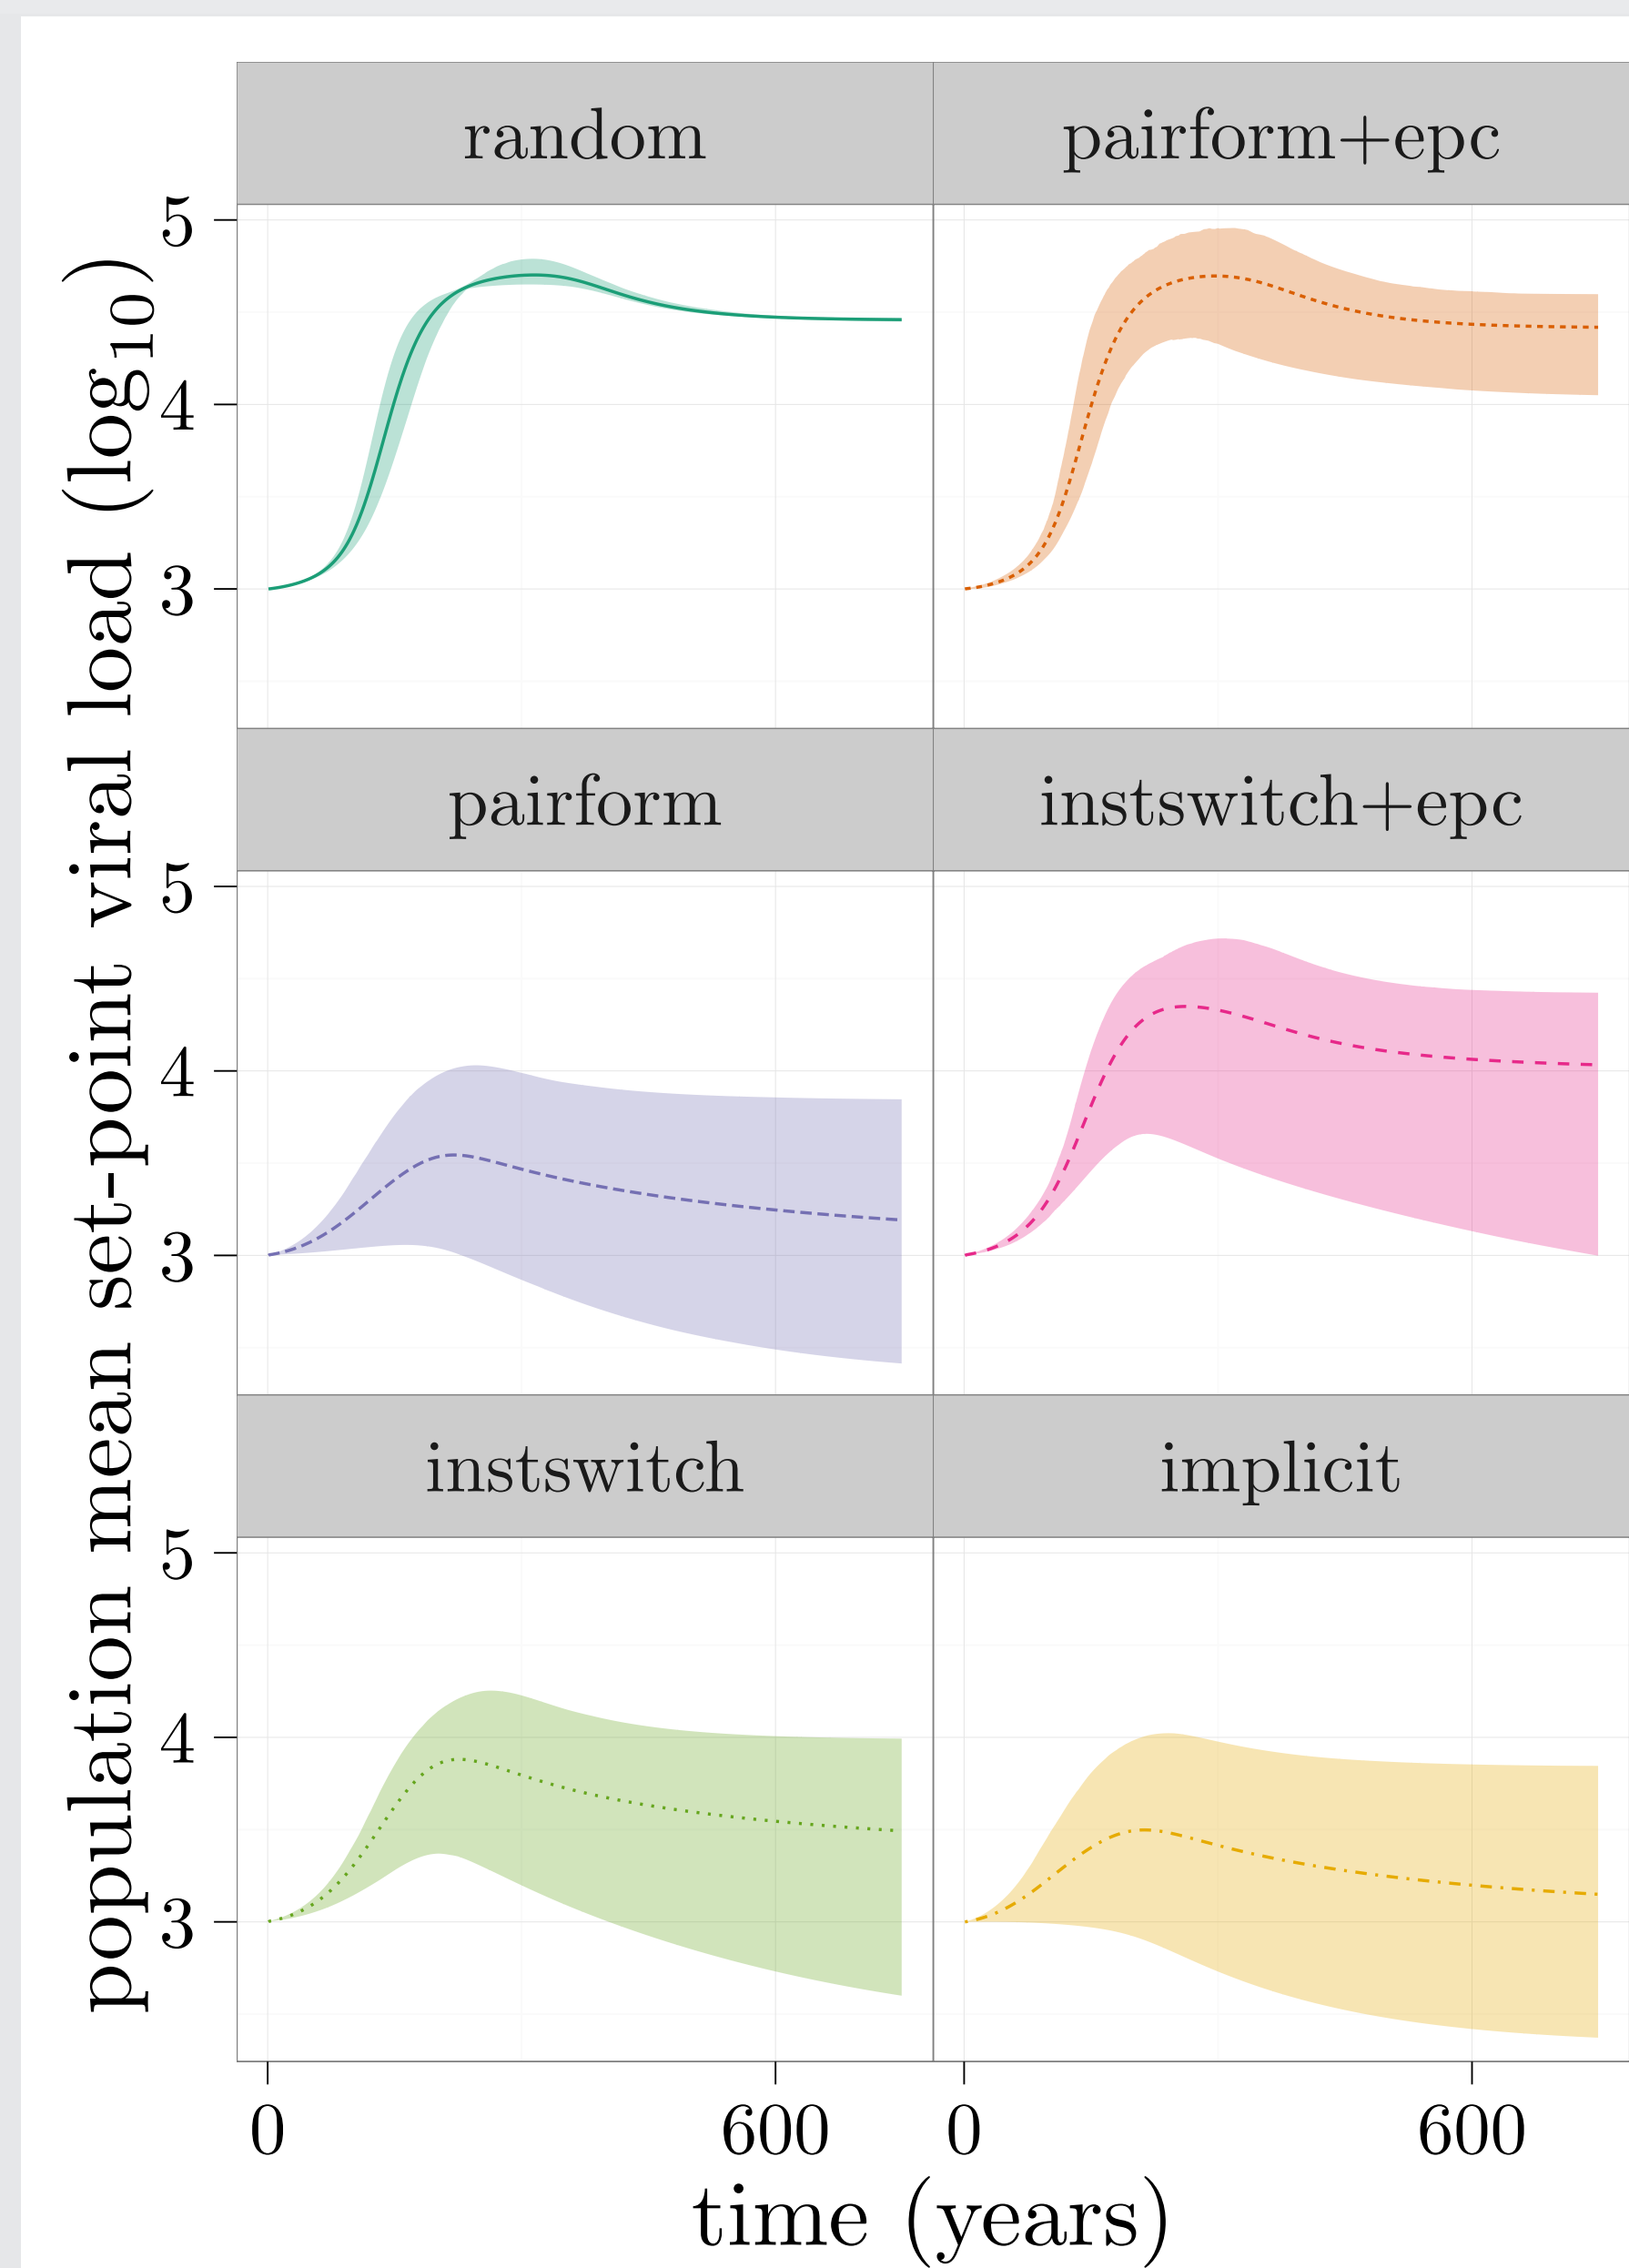 population mean set-point viral load (log10)
random
pairform+epc
5
4
3
pairform
instswitch+epc
5
4
3
instswitch
implicit
5
4
3
0
600
0
600
time (years)